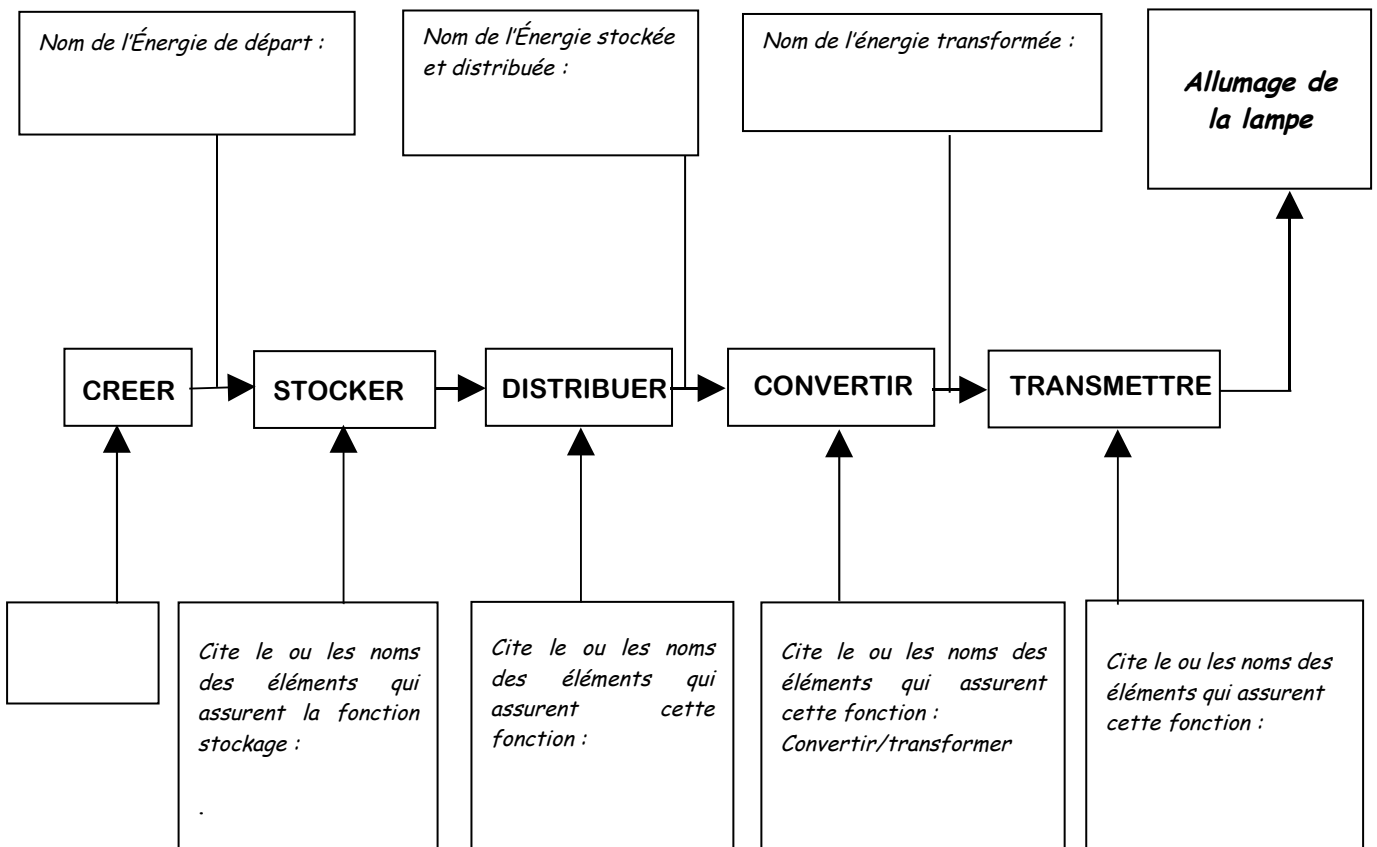 Nom de l'Énergie de départ :
Nom de l'Énergie stockée
et distribuée :
Nom de l'énergie transformée :
Allumage de
la lampe
CREER
STOCKER
DISTRIBUER
CONVERTIR
TRANSMETTRE
Cite le ou les noms
des éléments qui
assurent la fonction
stockage :
.
Cite le ou les noms
des éléments qui
assurent cette
fonction :
Cite le ou les noms des
éléments qui assurent
cette fonction :
Convertir/transformer
Cite le ou les noms des
éléments qui assurent
cette fonction :